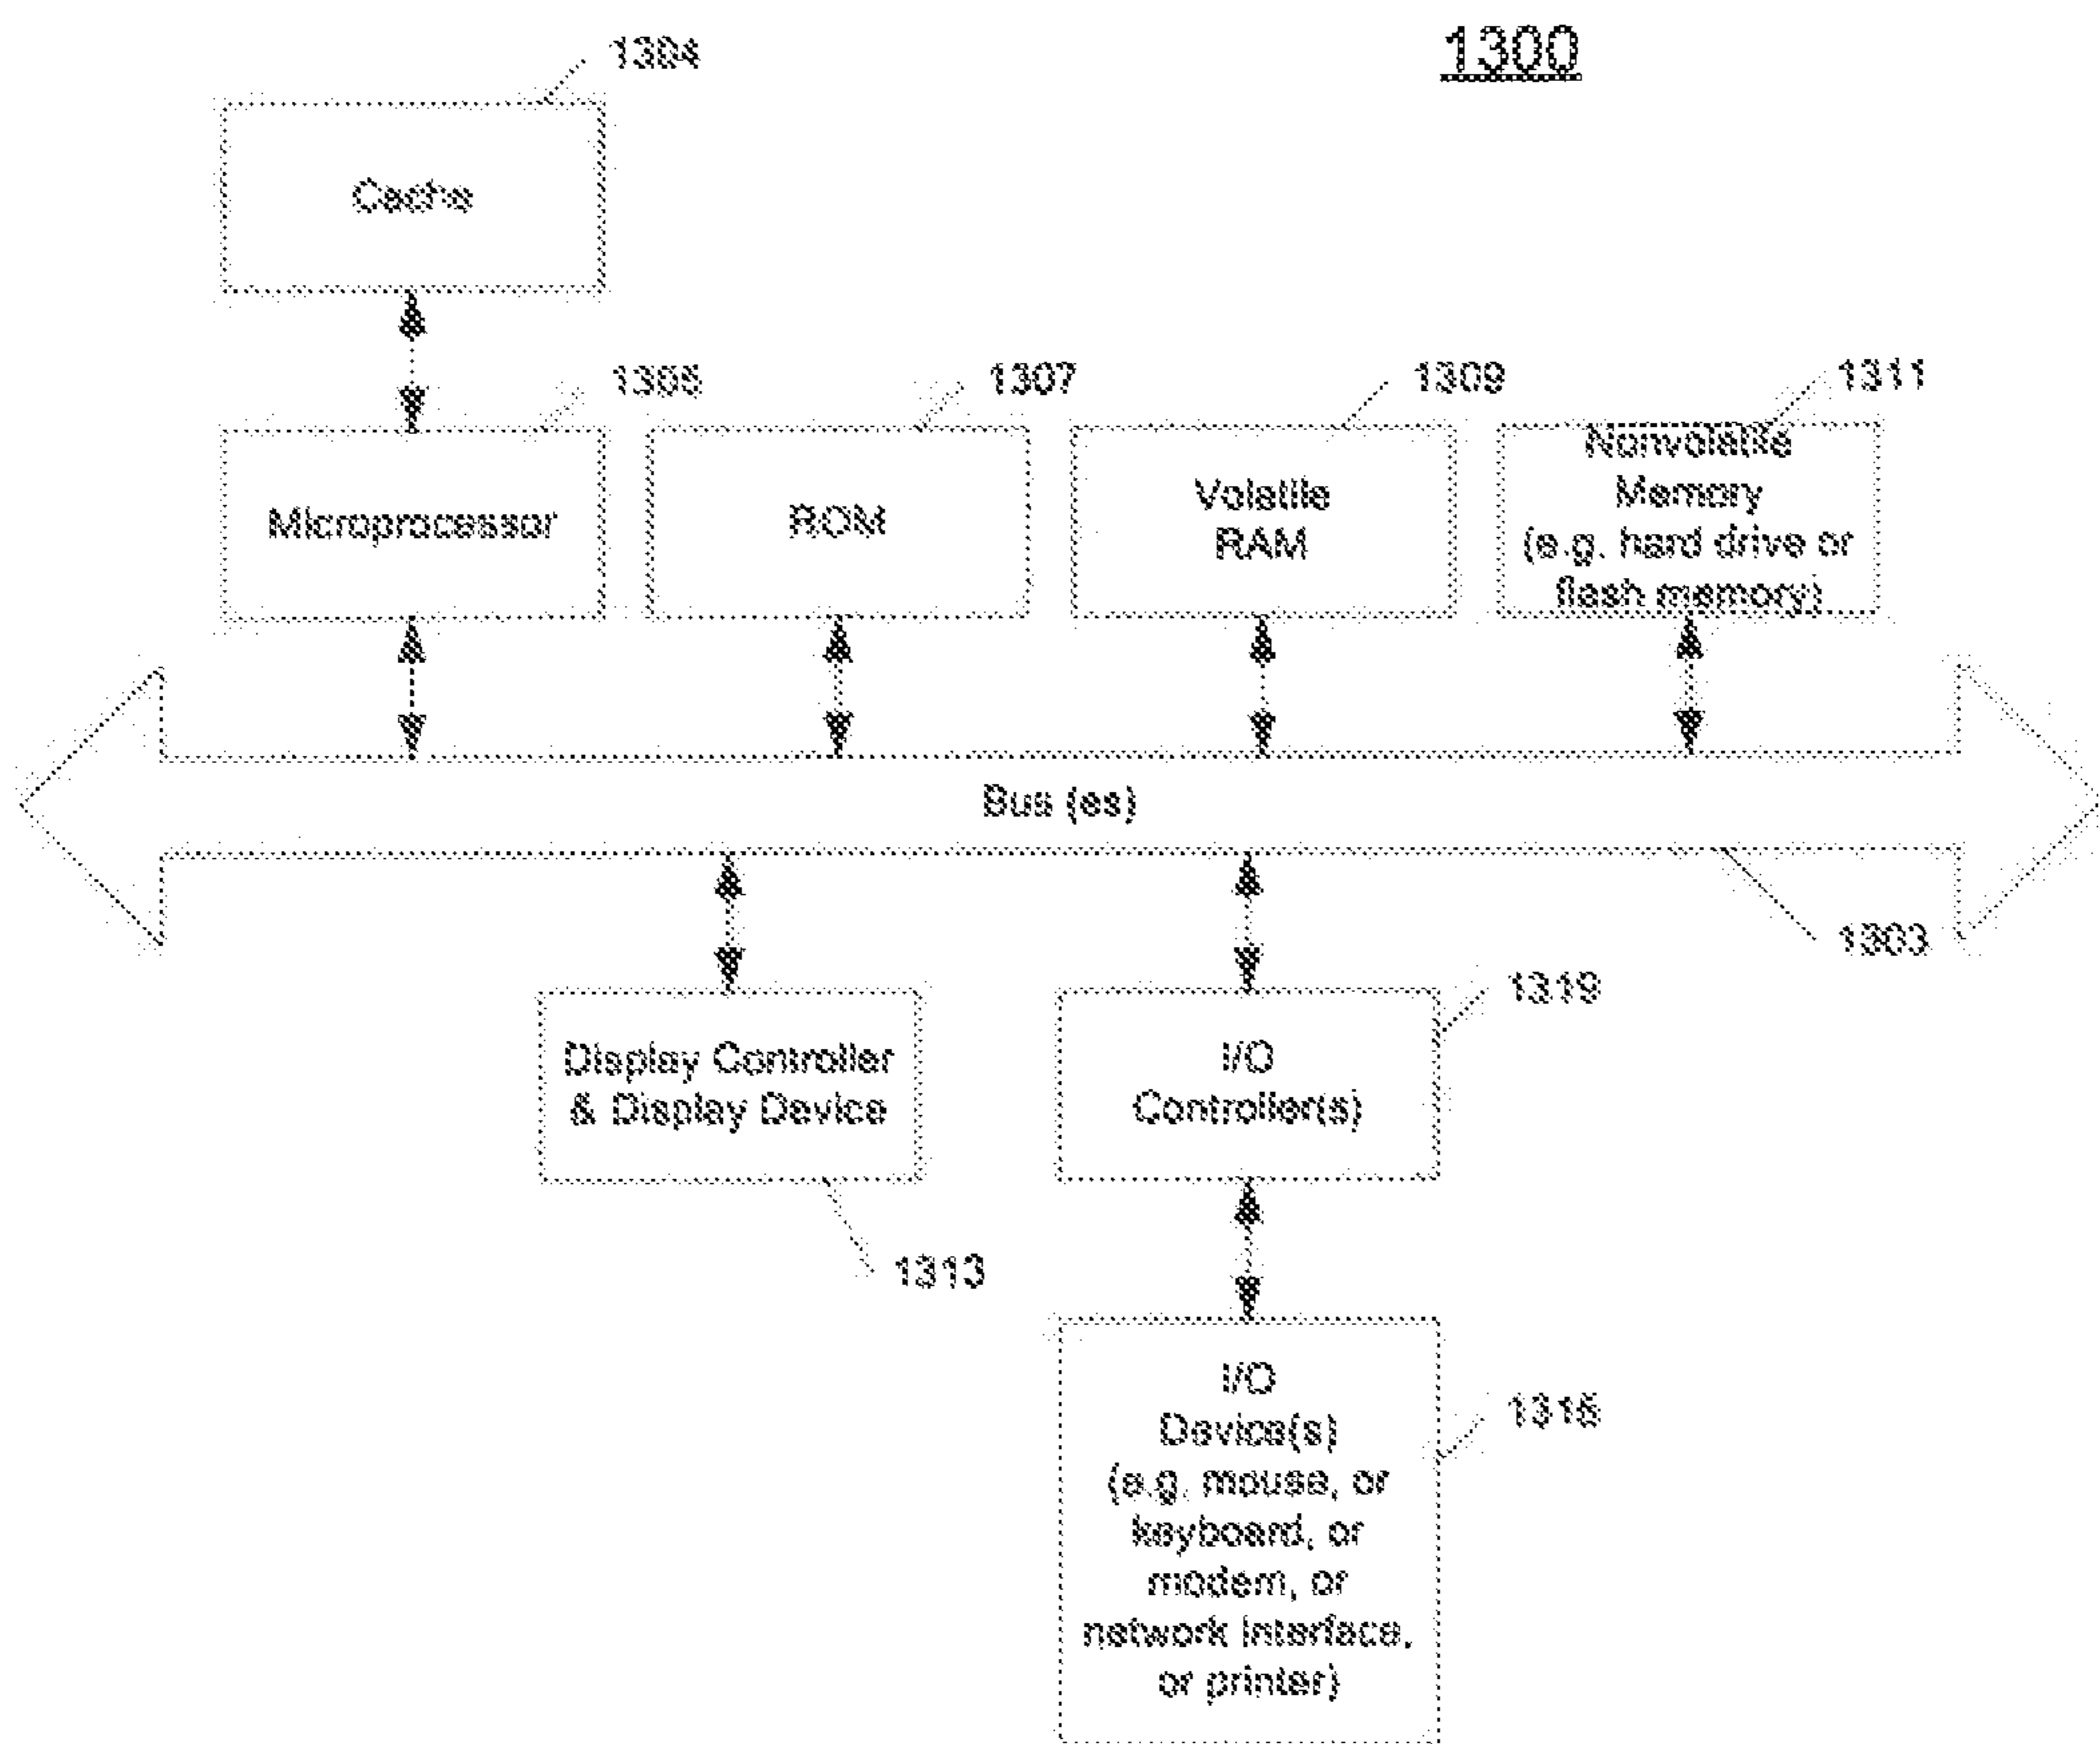 1300
1304
Cache
1305
1307
1309
1311
Microprocessor
ROM
Volatile
RAM
Nonvolatile
Memory
(e.g. hard drive or
flash memory)
Bus (es)
1303
1319
Display Controller
& Display Device
I/O
Controller(s)
1313
I/O
Device(s)
(e.g. mouse, or
keyboard, or
modem, or
network interface,
or printer)
1315